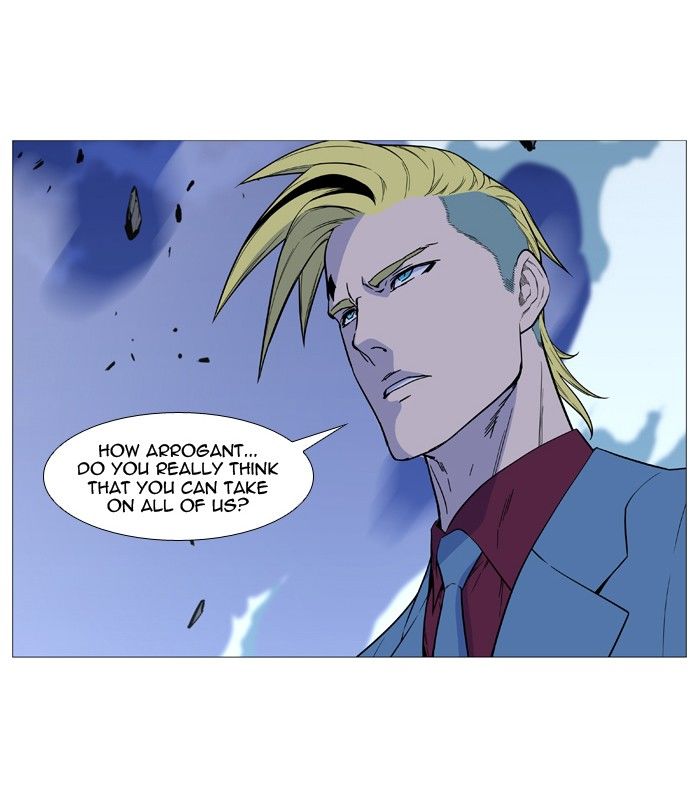 HOW ARROGANT...
DO YOU REALLY THINK
THAT YOU CAN TAKE
ON ALL OF US?